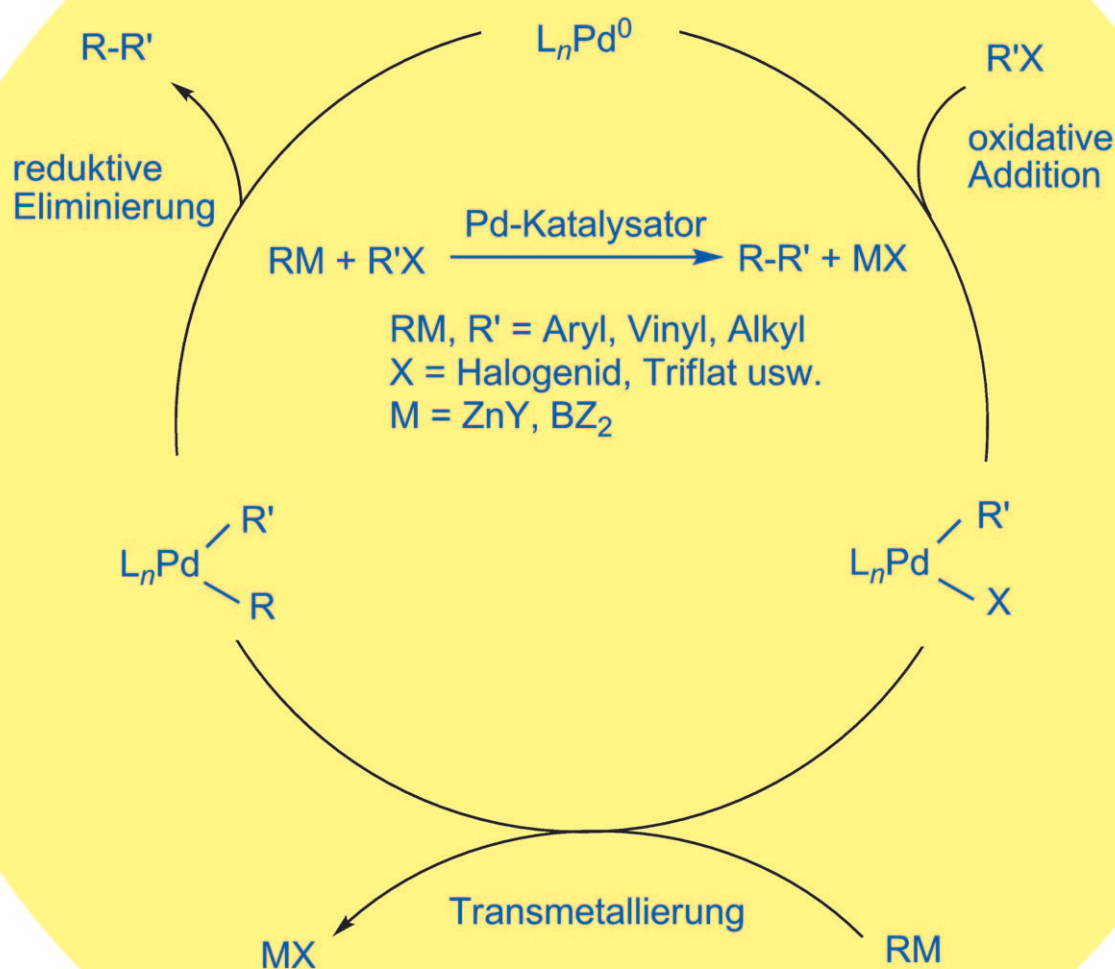 R-R'
LₙPd⁰
R'X
reduktive
Eliminierung
oxidative
Addition
Pd-Katalysator
RM + R'X
R-R' + MX
RM, R' = Aryl, Vinyl, Alkyl
X = Halogenid, Triflat usw.
M = ZnY, BZ₂
R'
LₙPd
R
R'
LₙPd
X
Transmetallierung
MX
RM